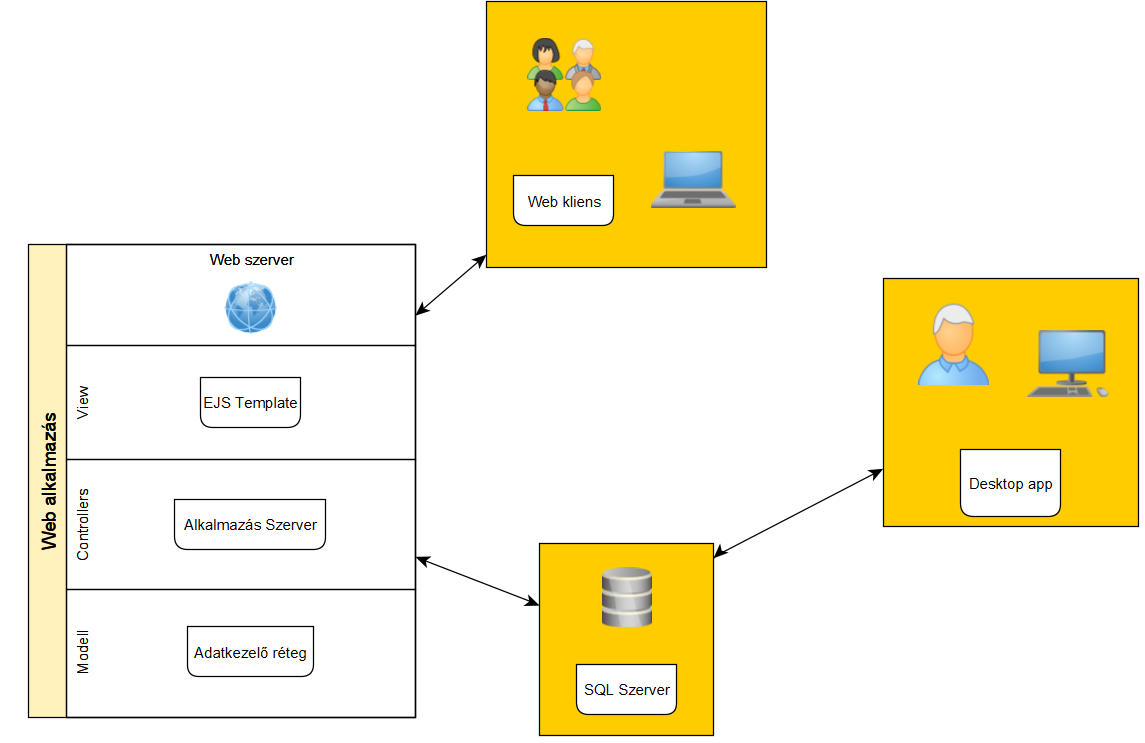 Web kliens
Web szerver
Web alkalmazás
View
EJS Template
Controllers
Alkalmazás Szerver
Modell
Adatkezelő réteg
SQL Szerver
Desktop app